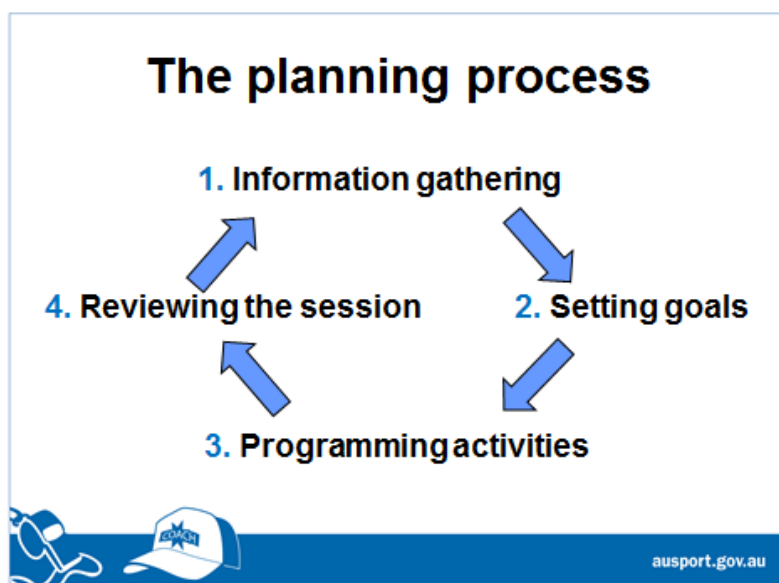 The planning process
1. Information gathering
4. Reviewing the session
2. Setting goals
3. Programming activities
COACH
ausport.gov.au